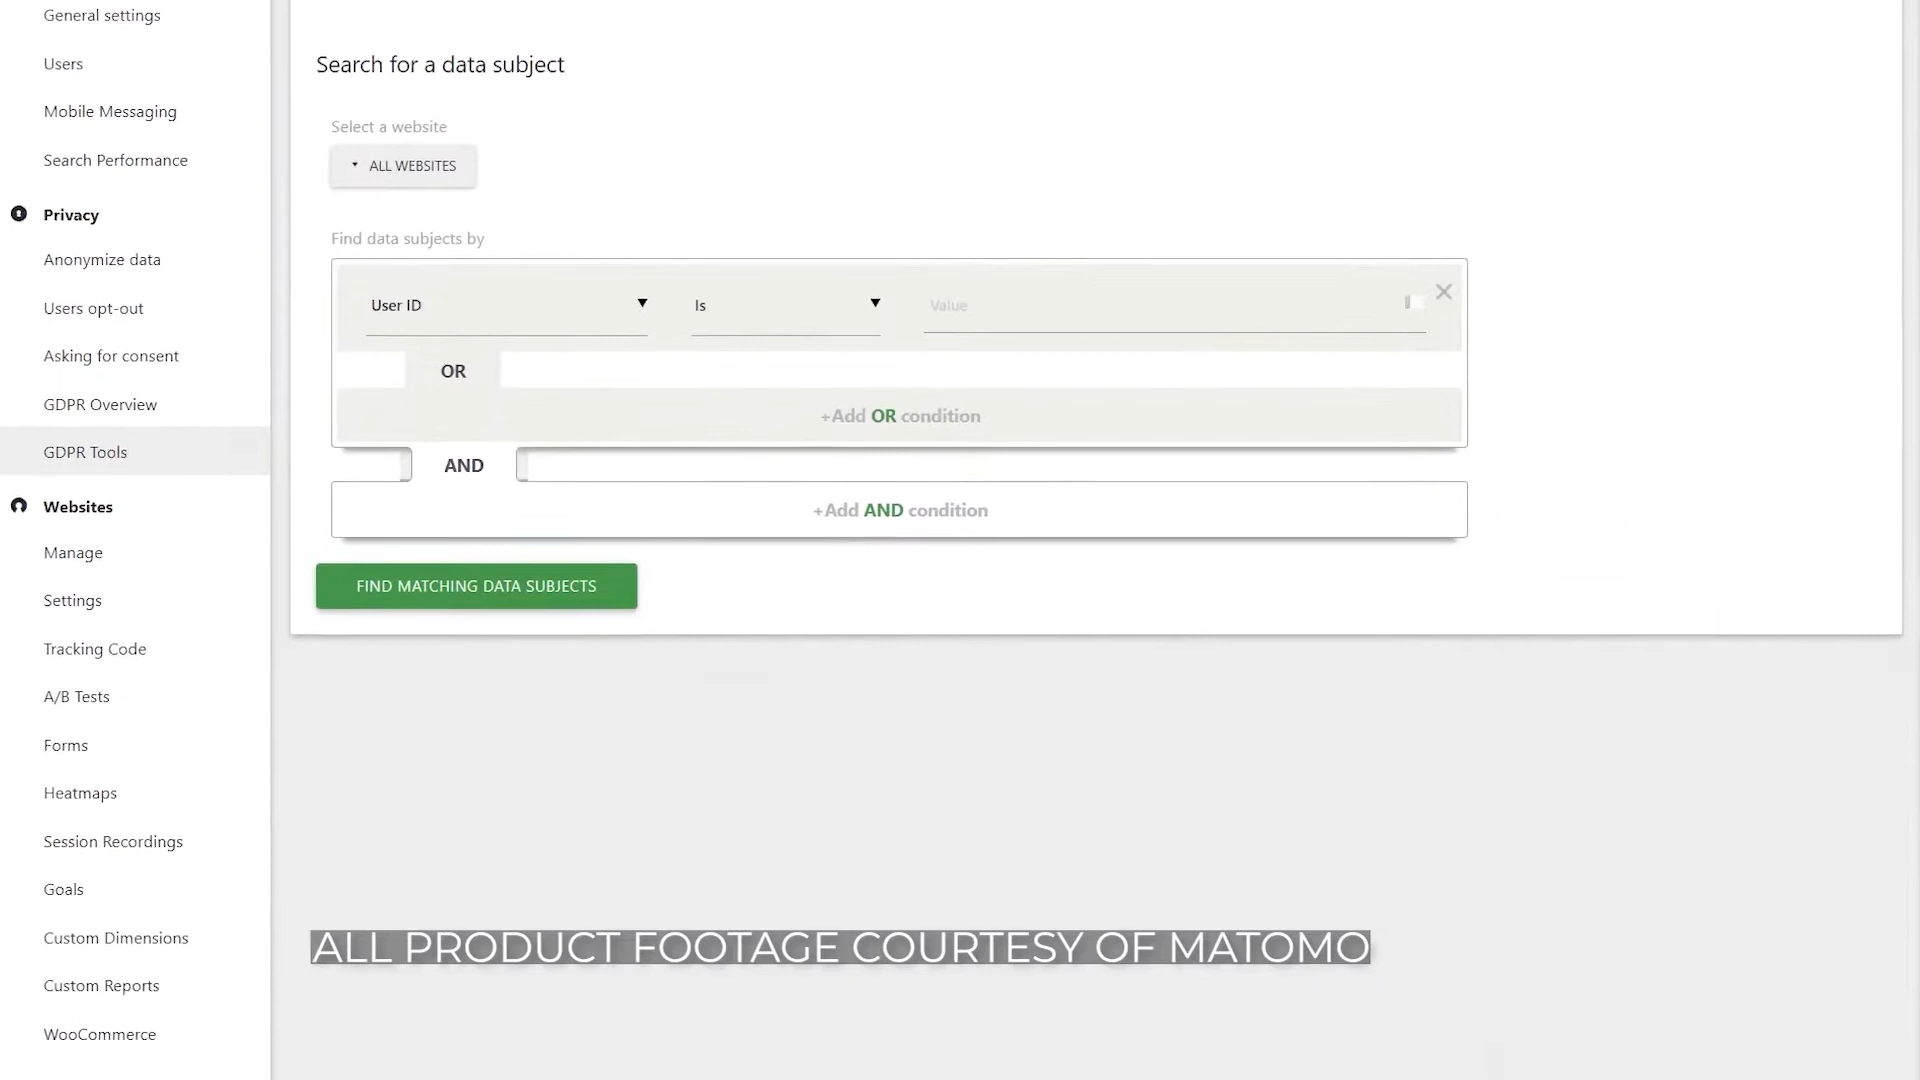 General settings
Users
Mobile Messaging
Search Performance
Privacy
Anonymize data
Users opt-out
Asking for consent
GDPR Overview
GDPR Tools
Websites
Manage
Settings
Tracking Code
A/B Tests
Forms
Heatmaps
Session Recordings
Goals
Custom Dimensions
Custom Reports
WooCommerce
Search for a data subject
Select a website
ALL WEBSITES
Find data subjects by
User ID
Is
Value
OR
+Add OR condition
AND
+Add AND condition
FIND MATCHING DATA SUBJECTS
ALL PRODUCT FOOTAGE COURTESY OF MATOMO